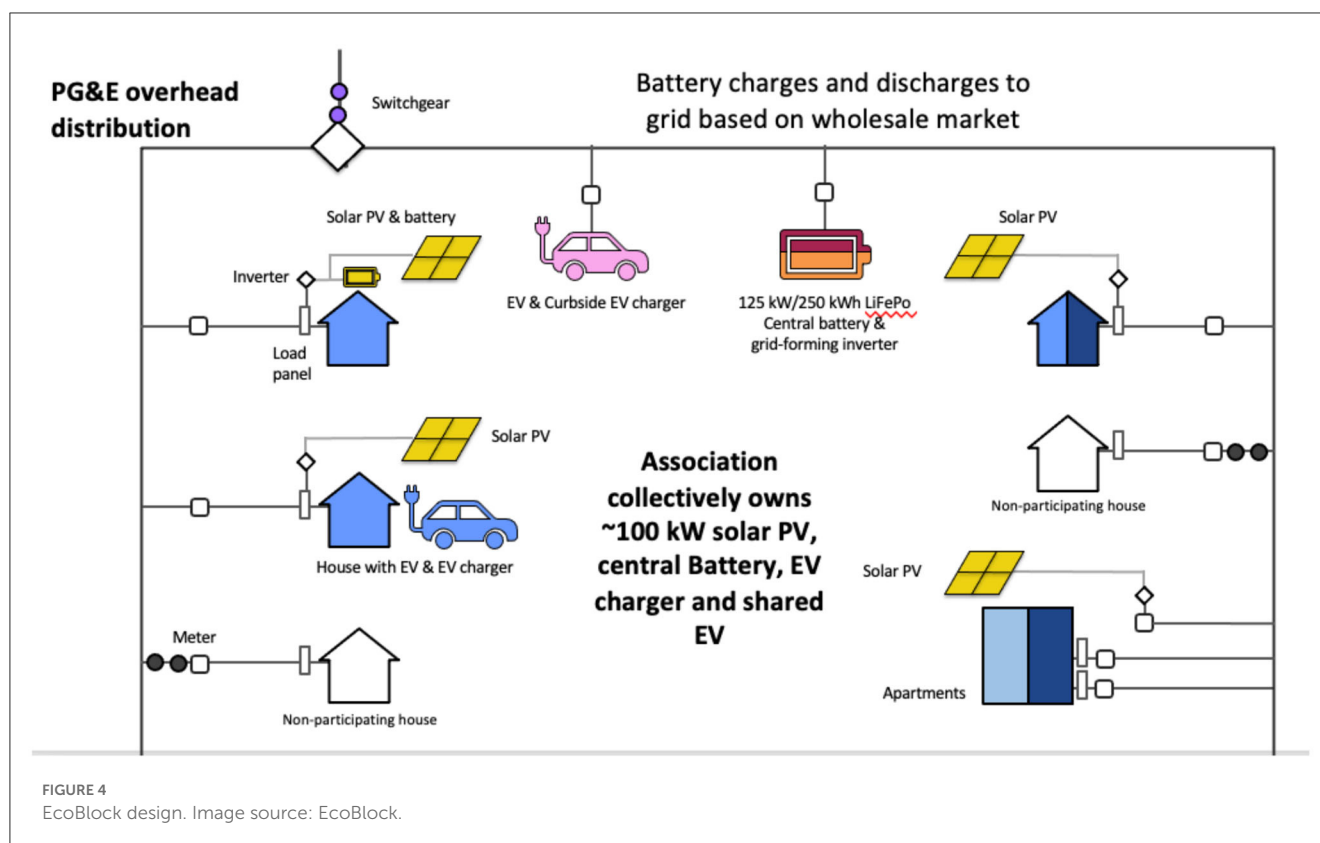 PG&E overhead
distribution
Switchgear
Battery charges and discharges to
grid based on wholesale market
Solar PV & battery
Inverter
Load
panel
EV & Curbside EV charger
125 kW/250 kWh LiFePo
Central battery &
grid-forming inverter
Solar PV
Solar PV
House with EV & EV charger
Association
collectively owns
~100 kW solar PV,
central Battery, EV
charger and shared
EV
Non-participating house
Solar PV
Meter
Apartments
Non-participating house
FIGURE 4
EcoBlock design. Image source: EcoBlock.